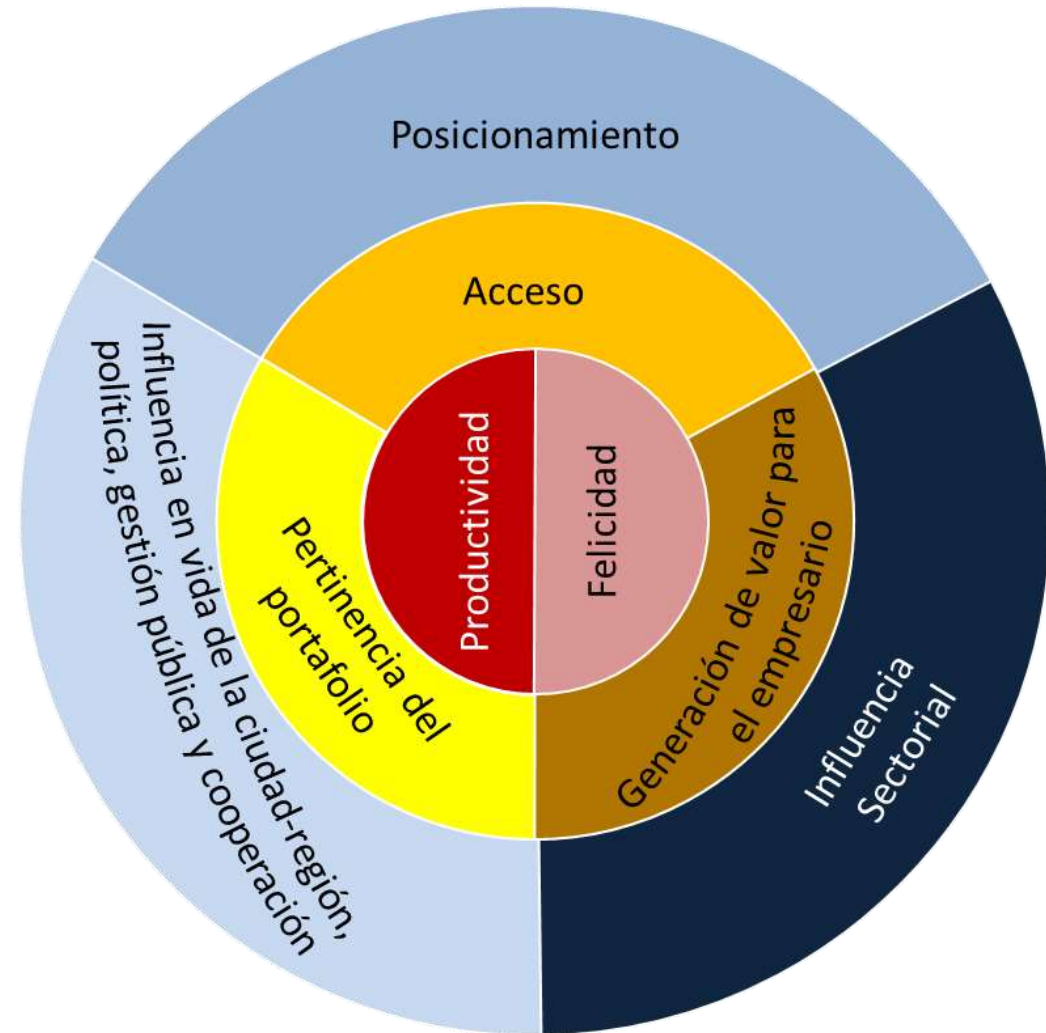 Posicionamiento
Acceso
Productividad
Felicidad
Pertinencia del
portafolio
Generación de valor para
el empresario
Influencia en vida de la ciudad-región,
política, gestión pública y cooperación
Influencia
Sectorial